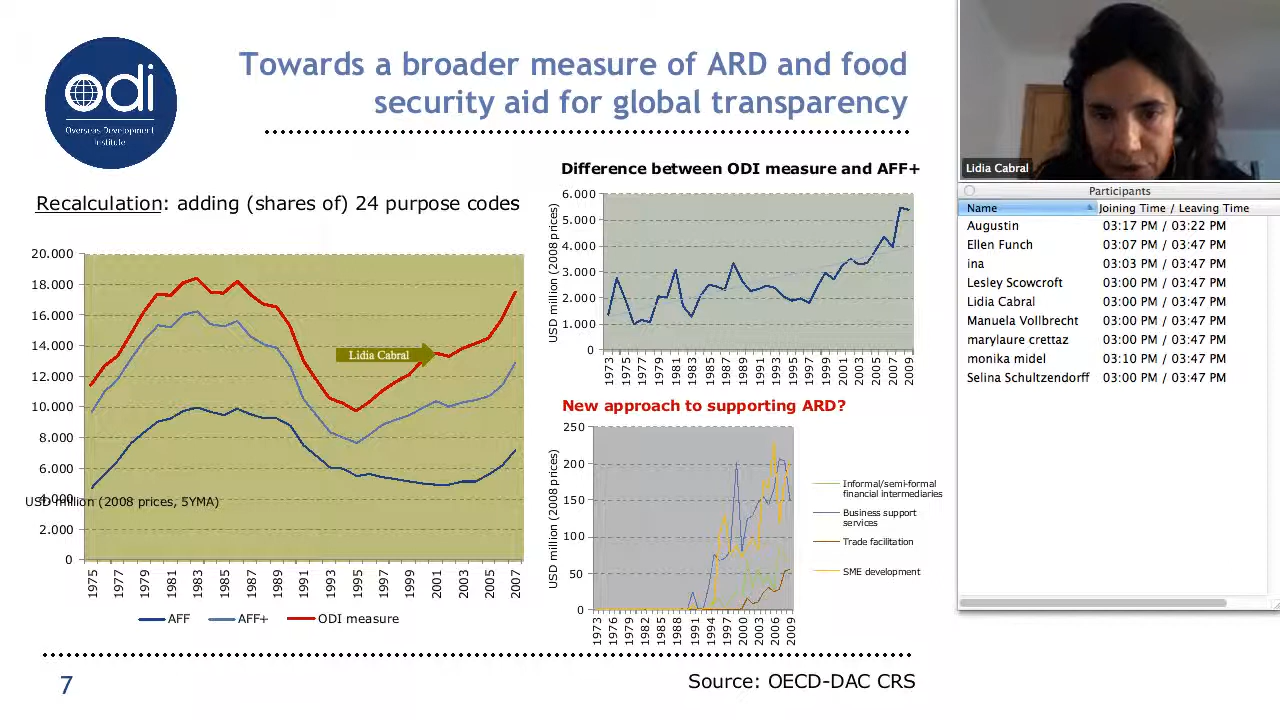 odi
Overseas Development
Institute
Towards a broader measure of ARD and food
security aid for global transparency
Recalculation: adding (shares of) 24 purpose codes
20.000
18.000
16.000
14.000
12.000
10.000
8.000
6.000
4.000
2.000
0
USD million (2008 prices, 5YMA)
Lidia Cabral
1975 1977 1979 1981 1983 1985 1987 1989 1991 1993 1995 1997 1999 2001 2003 2005 2007
AFF AFF+ ODI measure
Difference between ODI measure and AFF+
USD million (2008 prices)
6.000
5.000
4.000
3.000
2.000
1.000
0
1973 1975 1977 1979 1981 1983 1985 1987 1989 1991 1993 1995 1997 1999 2001 2003 2005 2007 2009
New approach to supporting ARD?
USD million (2008 prices)
250
200
150
100
50
0
1973 1976 1979 1982 1985 1988 1991 1994 1997 2000 2003 2006 2009
Informal/semi-formal
financial intermediaries
Business support
services
Trade facilitation
SME development
7
Source: OECD-DAC CRS
Lidia Cabral
Participants
Name Joining Time / Leaving Time
Augustin 03:17 PM / 03:22 PM
Ellen Funch 03:07 PM / 03:47 PM
ina 03:03 PM / 03:47 PM
Lesley Scowcroft 03:00 PM / 03:47 PM
Lidia Cabral 03:00 PM / 03:47 PM
Manuela Vollbrecht 03:00 PM / 03:47 PM
marylaure crettaz 03:00 PM / 03:47 PM
monika midel 03:10 PM / 03:47 PM
Selina Schultzendorff 03:00 PM / 03:47 PM